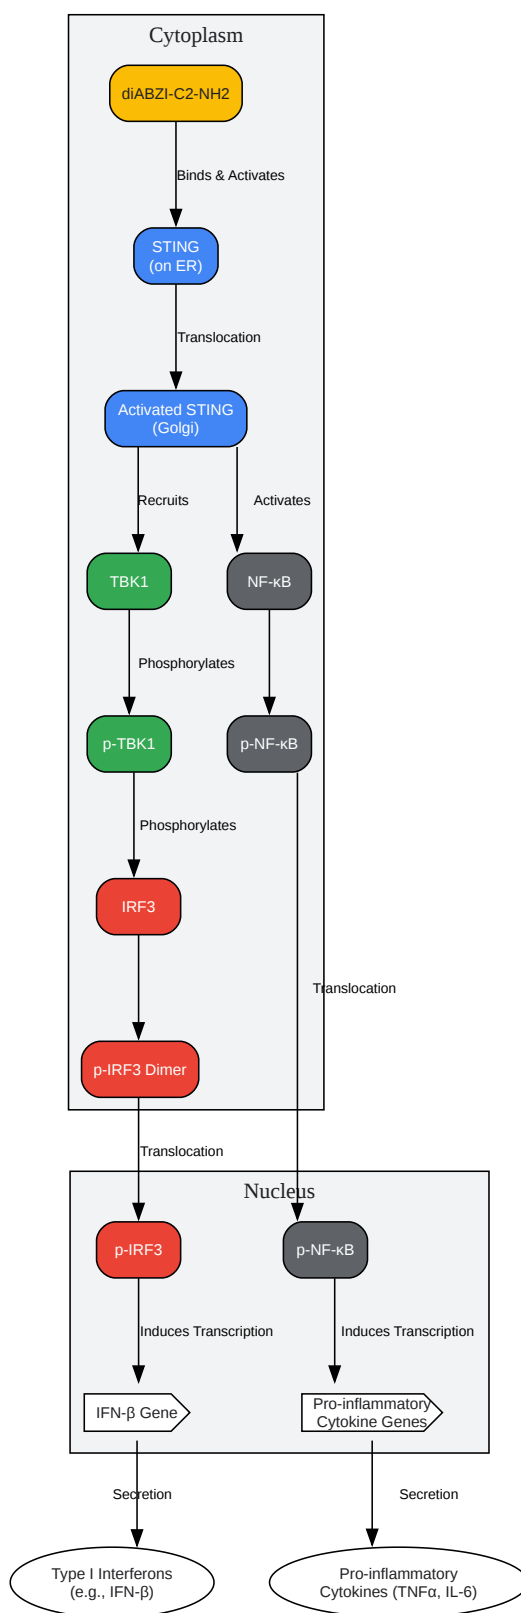 Cytoplasm
diABZI-C2-NH2
Binds & Activates
STING
(on ER)
Translocation
Activated STING
(Golgi)
Recruits
Activates
TBK1
NF-κB
Phosphorylates
p-TBK1
p-NF-κB
Phosphorylates
IRF3
Translocation
p-IRF3 Dimer
Translocation
Nucleus
p-IRF3
p-NF-κB
Induces Transcription
Induces Transcription
IFN-β Gene
Pro-inflammatory
Cytokine Genes
Secretion
Secretion
Type I Interferons
(e.g., IFN-β)
Pro-inflammatory
Cytokines (TNFα, IL-6)